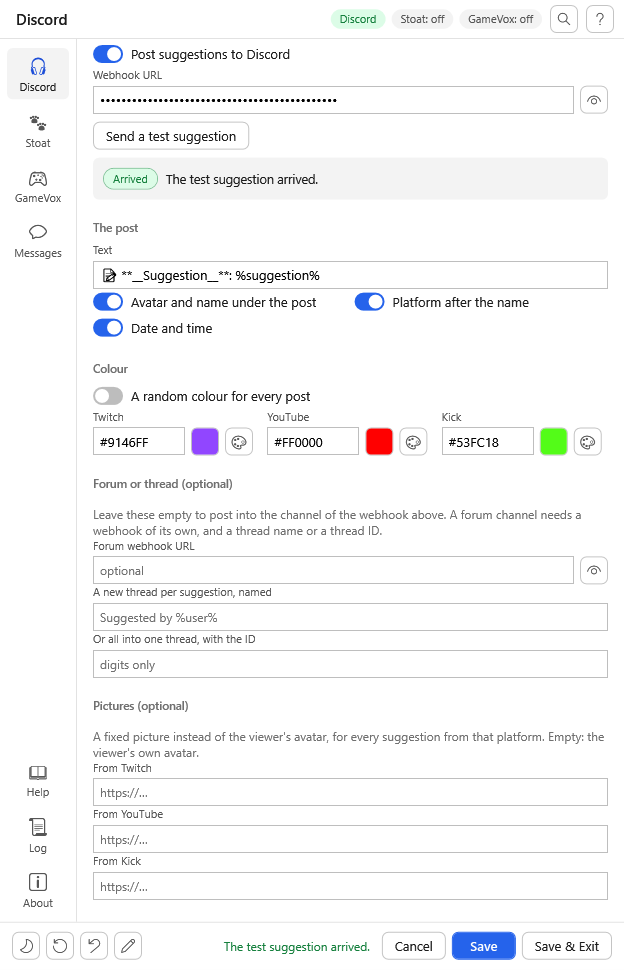 Discord
Discord
Stoat: off
GameVox: off
?
Discord
Stoat
GameVox
Messages
Post suggestions to Discord
Webhook URL
••••••••••••••••••••••••••••••••••••••••••••
Send a test suggestion
Arrived
The test suggestion arrived.
The post
Text
📝 **__Suggestion__**: %suggestion%
Avatar and name under the post
Platform after the name
Date and time
Colour
A random colour for every post
Twitch
YouTube
Kick
#9146FF
#FF0000
#53FC18
Forum or thread (optional)
Leave these empty to post into the channel of the webhook above. A forum channel needs a
webhook of its own, and a thread name or a thread ID.
Forum webhook URL
optional
A new thread per suggestion, named
Suggested by %user%
Or all into one thread, with the ID
digits only
Pictures (optional)
A fixed picture instead of the viewer's avatar, for every suggestion from that platform. Empty: the
viewer's own avatar.
From Twitch
https://...
From YouTube
https://...
From Kick
https://...
Help
Log
About
The test suggestion arrived.
Cancel
Save
Save & Exit